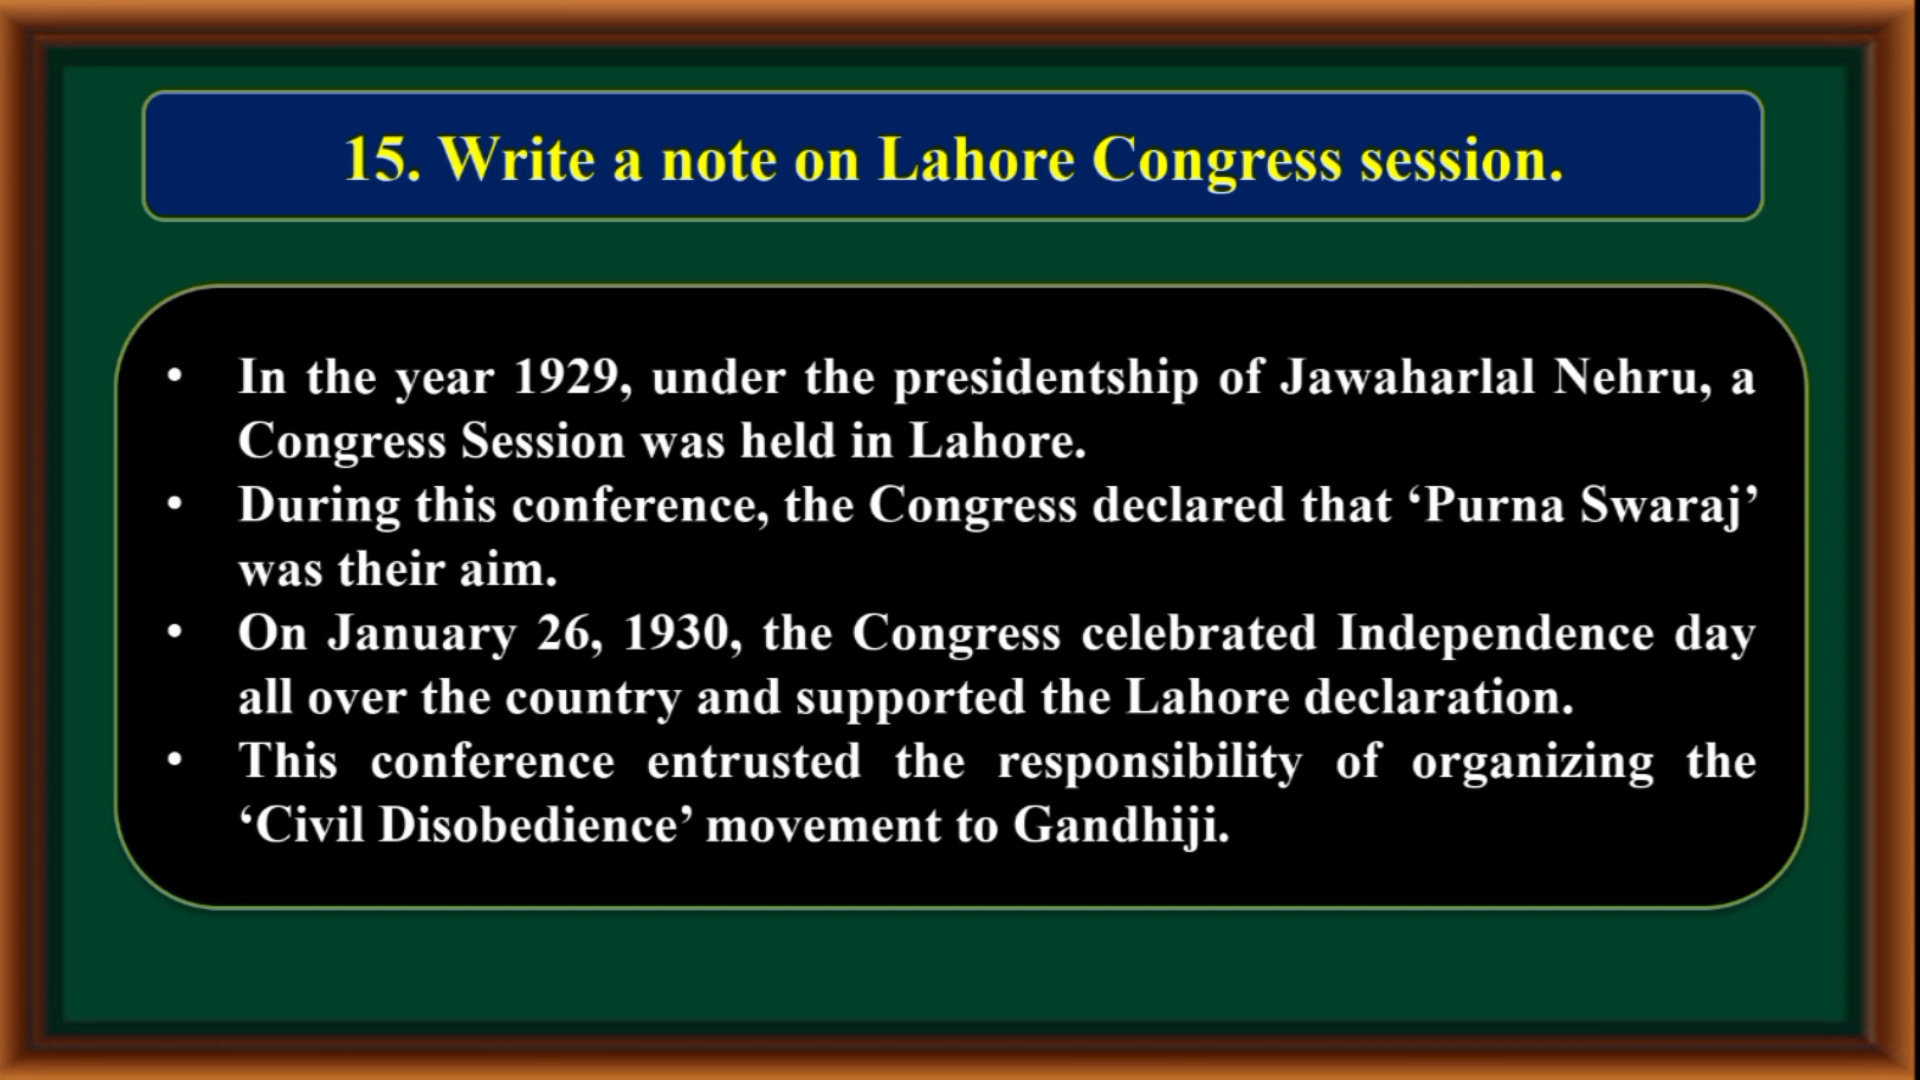 15. Write a note on Lahore Congress session.
• In the year 1929, under the presidentship of Jawaharlal Nehru, a
Congress Session was held in Lahore.
• During this conference, the Congress declared that ‘Purna Swaraj’
was their aim.
• On January 26, 1930, the Congress celebrated Independence day
all over the country and supported the Lahore declaration.
• This conference entrusted the responsibility of organizing the
‘Civil Disobedience’ movement to Gandhiji.